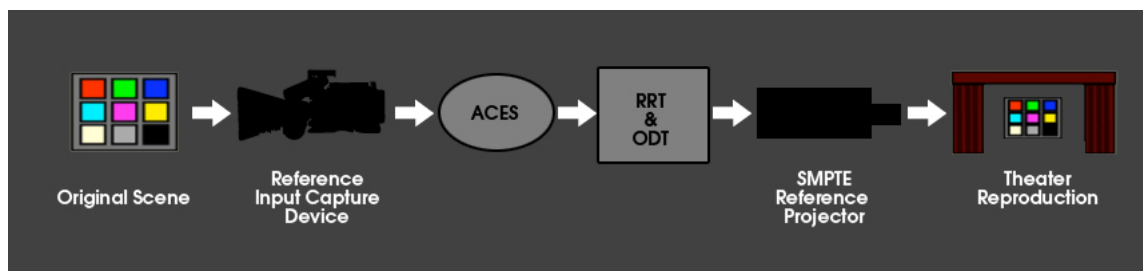 ACES
RRT
&
ODT
Original Scene
Reference
Input Capture
Device
SMPTE
Reference
Projector
Theater
Reproduction